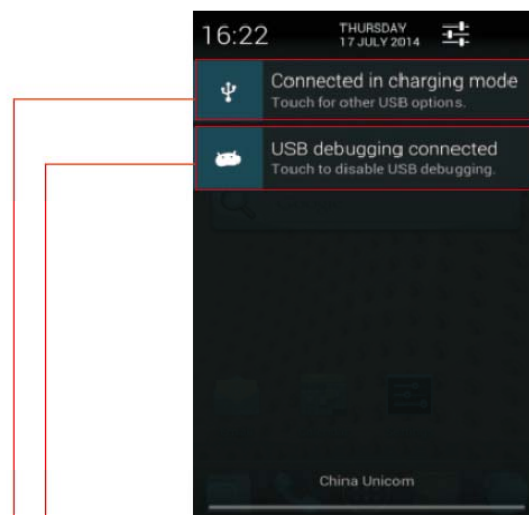 16:22
THURSDAY
17 JULY 2014
Connected in charging mode
Touch for other USB options.
USB debugging connected
Touch to disable USB debugging.
China Unicom